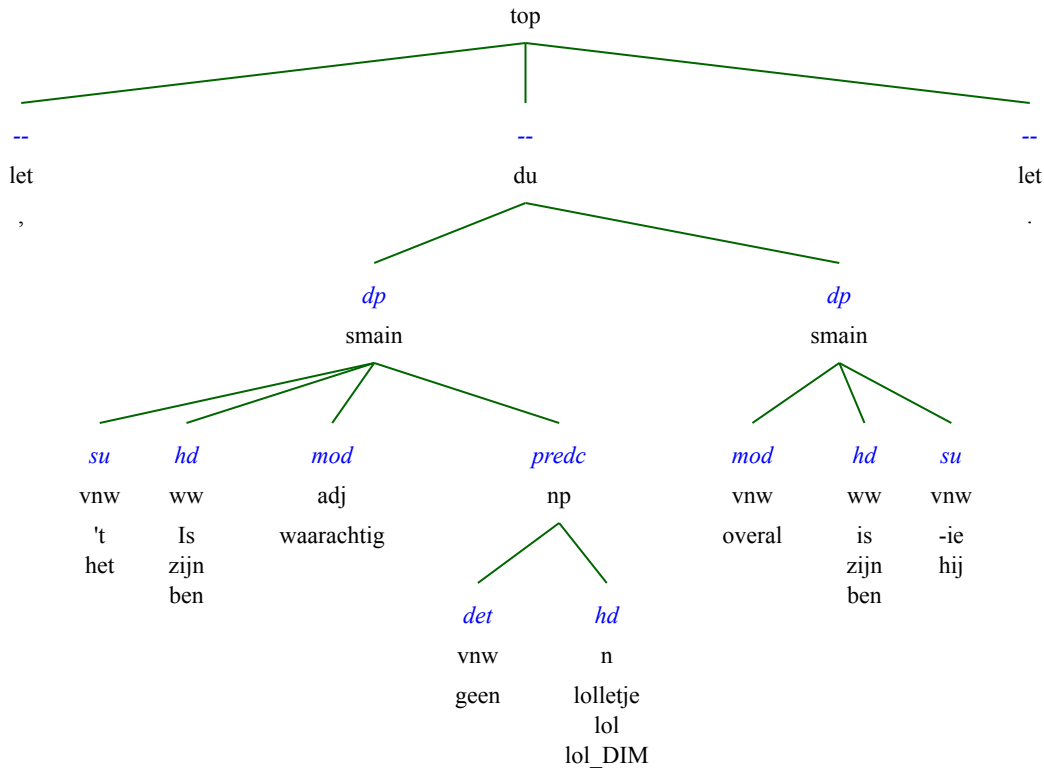 top
-- -- --
let du let
, .
dp dp
smain smain
su hd mod predc mod hd su
vnw ww adj np vnw ww vnw
't Is waarachtig overal is -ie
het zijn zijn hij
ben ben
det hd
vnw n
geen lolletje
lol
lol_DIM